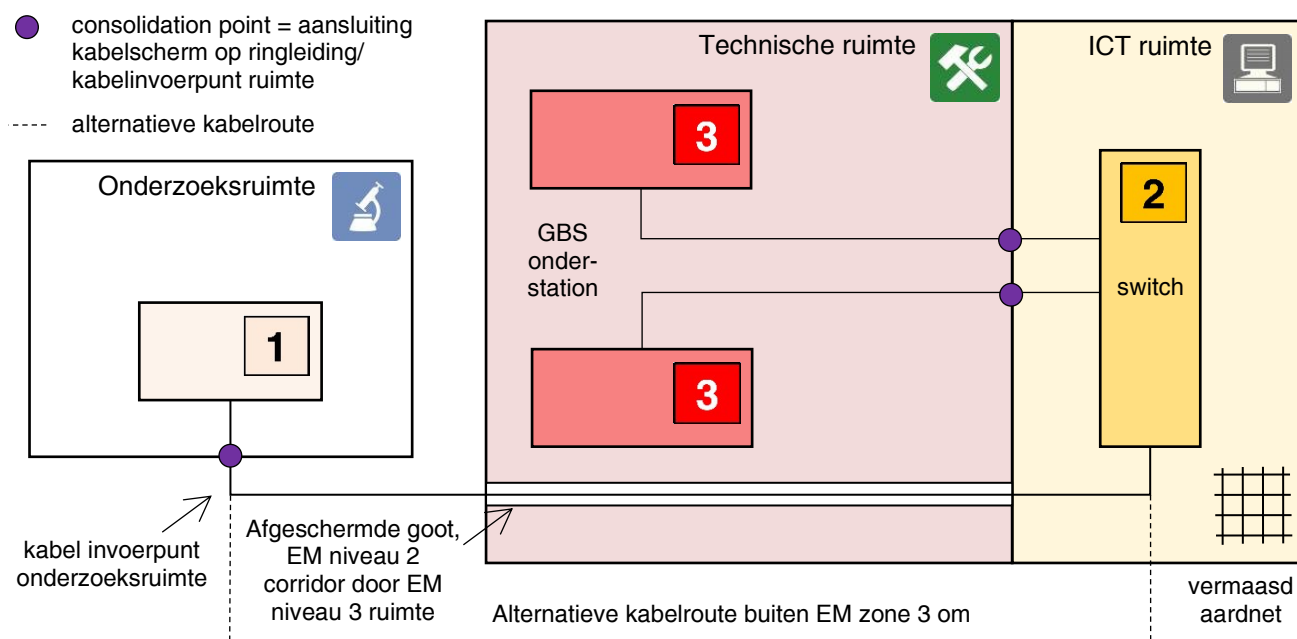 consolidation point = aansluiting
kabelscherm op ringleiding/
kabelinvoerpunt ruimte
alternatieve kabelroute
Onderzoeksruimte
1
kabel invoerpunt
onderzoeksruimte
Technische ruimte
3
GBS
onder-
station
3
Afgeschermde goot,
EM niveau 2
corridor door EM
niveau 3 ruimte
Alternatieve kabelroute buiten EM zone 3 om
ICT ruimte
2
switch
vermaasd
aardnet